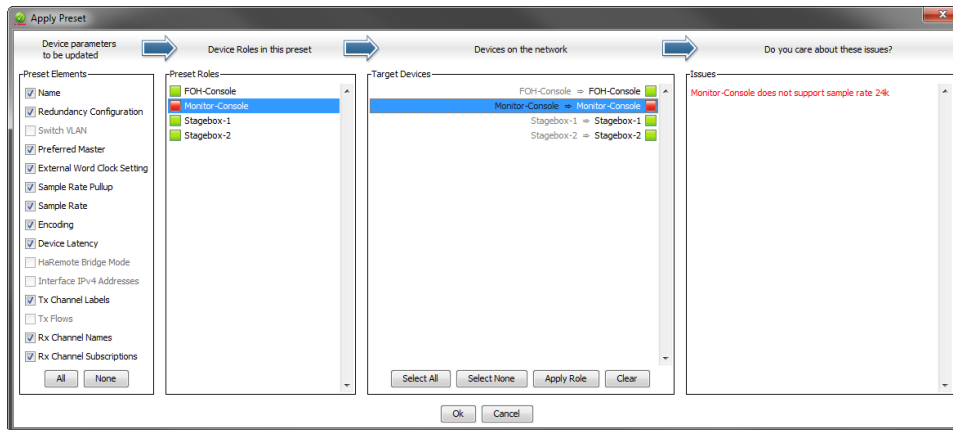 Apply Preset
Device parameters
to be updated
Device Roles in this preset
Devices on the network
Do you care about these issues?
Preset Elements
Name
Redundancy Configuration
Switch VLAN
Preferred Master
External Word Clock Setting
Sample Rate Pullup
Sample Rate
Encoding
Device Latency
HaRemote Bridge Mode
Interface IPv4 Addresses
Tx Channel Labels
Tx Flows
Rx Channel Names
Rx Channel Subscriptions
All None
Preset Roles
FOH-Console
Monitor-Console
Stagebox-1
Stagebox-2
Target Devices
FOH-Console ⇒ FOH-Console
Monitor-Console ⇒ Monitor-Console
Stagebox-1 ⇒ Stagebox-1
Stagebox-2 ⇒ Stagebox-2
Select All Select None Apply Role Clear
Issues
Monitor-Console does not support sample rate 24k
Ok Cancel